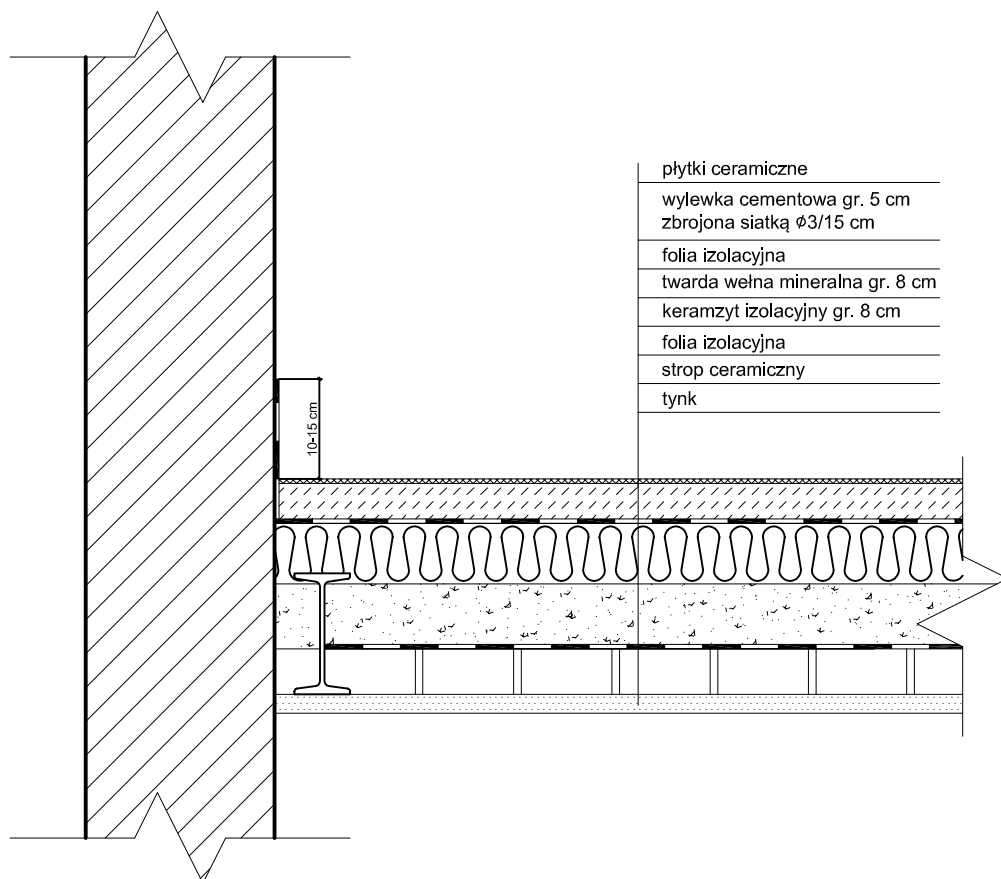 płytki ceramiczne
wylewka cementowa gr. 5 cm
zbrojona siatką ϕ3/15 cm
folia izolacyjna
twarda wełna mineralna gr. 8 cm
keramzyt izolacyjny gr. 8 cm
folia izolacyjna
strop ceramiczny
tynk
10-15 cm